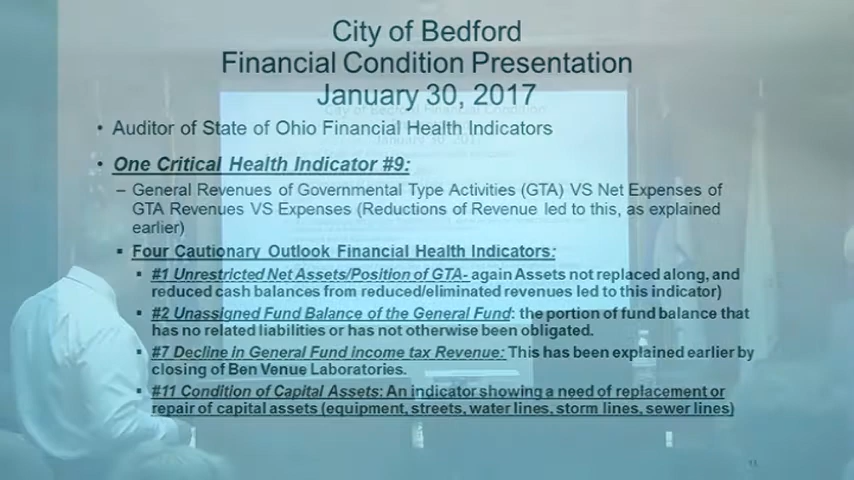 City of Bedford
Financial Condition Presentation
January 30, 2017
• Auditor of State of Ohio Financial Health Indicators
• One Critical Health Indicator #9:
– General Revenues of Governmental Type Activities (GTA) VS Net Expenses of
GTA Revenues VS Expenses (Reductions of Revenue led to this, as explained
earlier)
▪ Four Cautionary Outlook Financial Health Indicators:
▪ #1 Unrestricted Net Assets/Position of GTA- again Assets not replaced along, and
reduced cash balances from reduced/eliminated revenues led to this indicator)
▪ #2 Unassigned Fund Balance of the General Fund: the portion of fund balance that
has no related liabilities or has not otherwise been obligated.
▪ #7 Decline in General Fund income tax Revenue: This has been explained earlier by
closing of Ben Venue Laboratories.
▪ #11 Condition of Capital Assets: An indicator showing a need of replacement or
repair of capital assets (equipment, streets, water lines, storm lines, sewer lines)